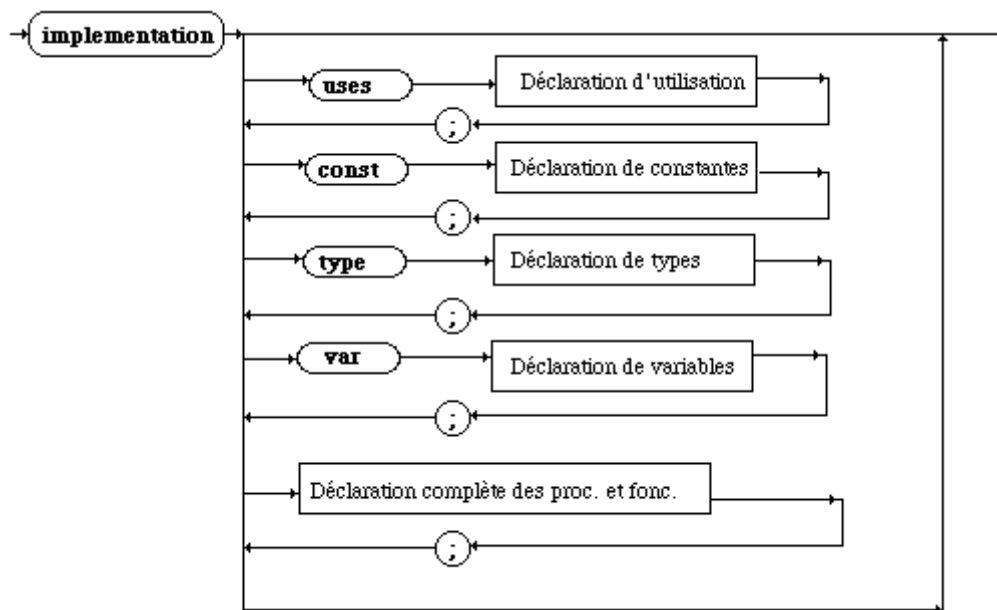 implementation
uses Déclaration d'utilisation
;
const Déclaration de constantes
;
type Déclaration de types
;
var Déclaration de variables
;
Déclaration complète des proc. et fonc.
;